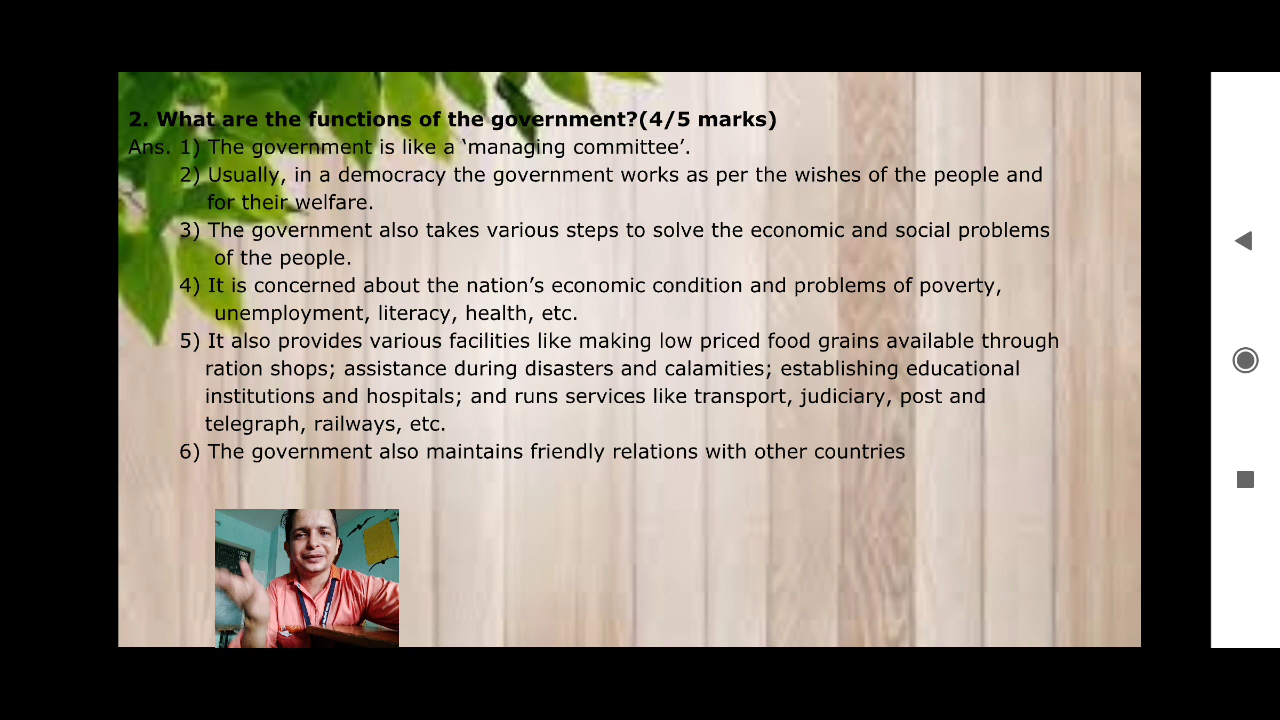 2. What are the functions of the government?(4/5 marks)
Ans. 1) The government is like a ‘managing committee’.
2) Usually, in a democracy the government works as per the wishes of the people and
for their welfare.
3) The government also takes various steps to solve the economic and social problems
of the people.
4) It is concerned about the nation’s economic condition and problems of poverty,
unemployment, literacy, health, etc.
5) It also provides various facilities like making low priced food grains available through
ration shops; assistance during disasters and calamities; establishing educational
institutions and hospitals; and runs services like transport, judiciary, post and
telegraph, railways, etc.
6) The government also maintains friendly relations with other countries